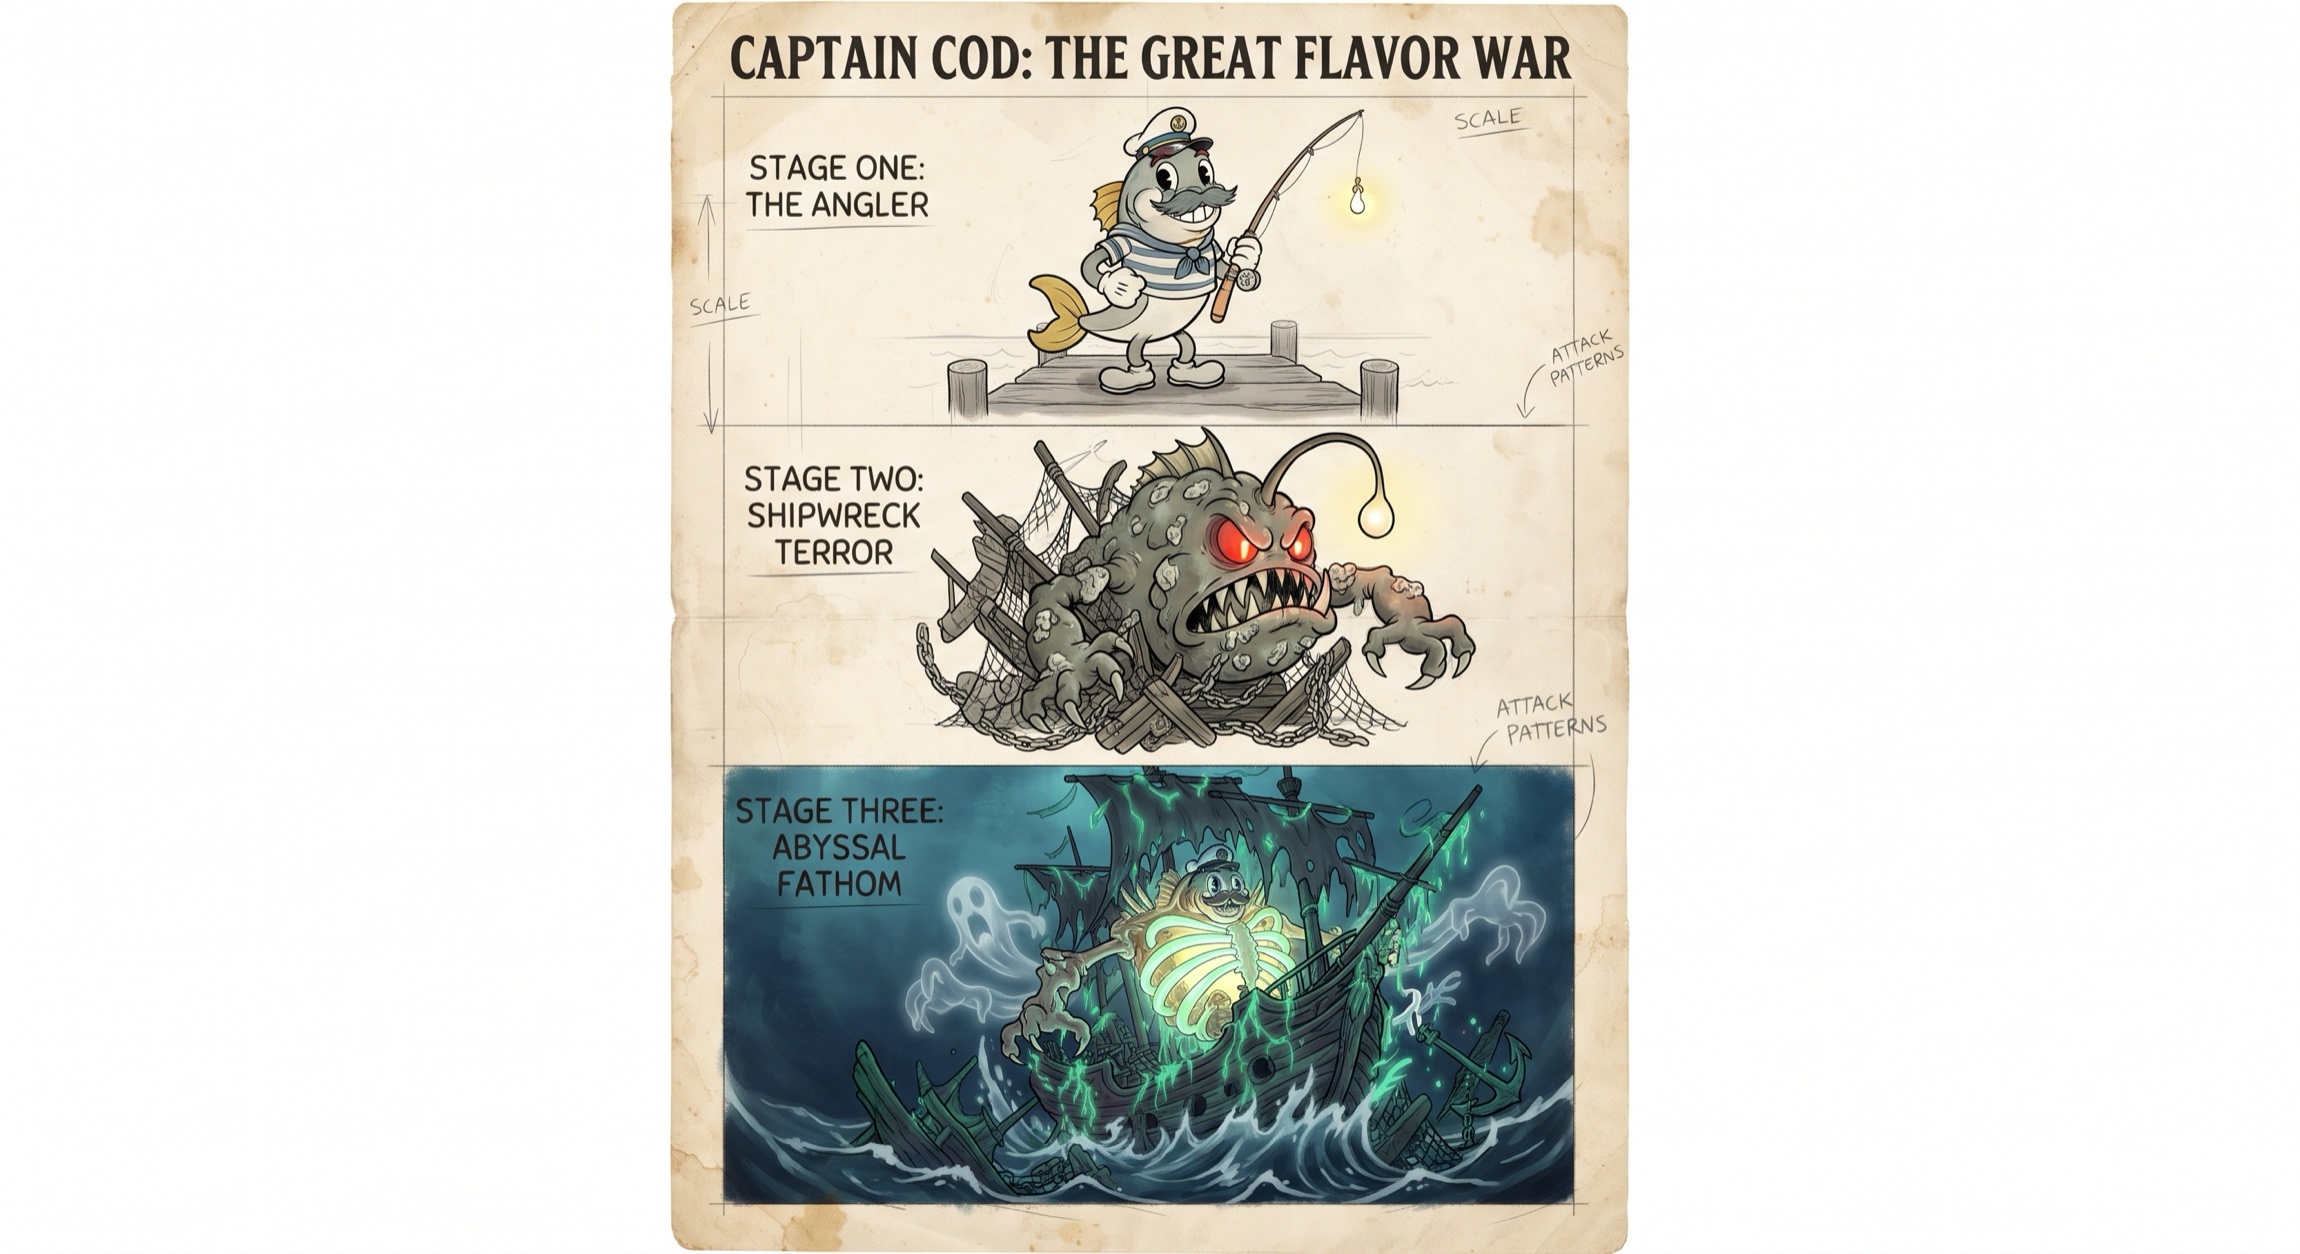 CAPTAIN COD: THE GREAT FLAVOR WAR
SCALE
STAGE ONE:
THE ANGLER
SCALE
ATTACK
PATTERNS
STAGE TWO:
SHIPWRECK
TERROR
ATTACK
PATTERNS
STAGE THREE:
ABYSSAL
FATHOM